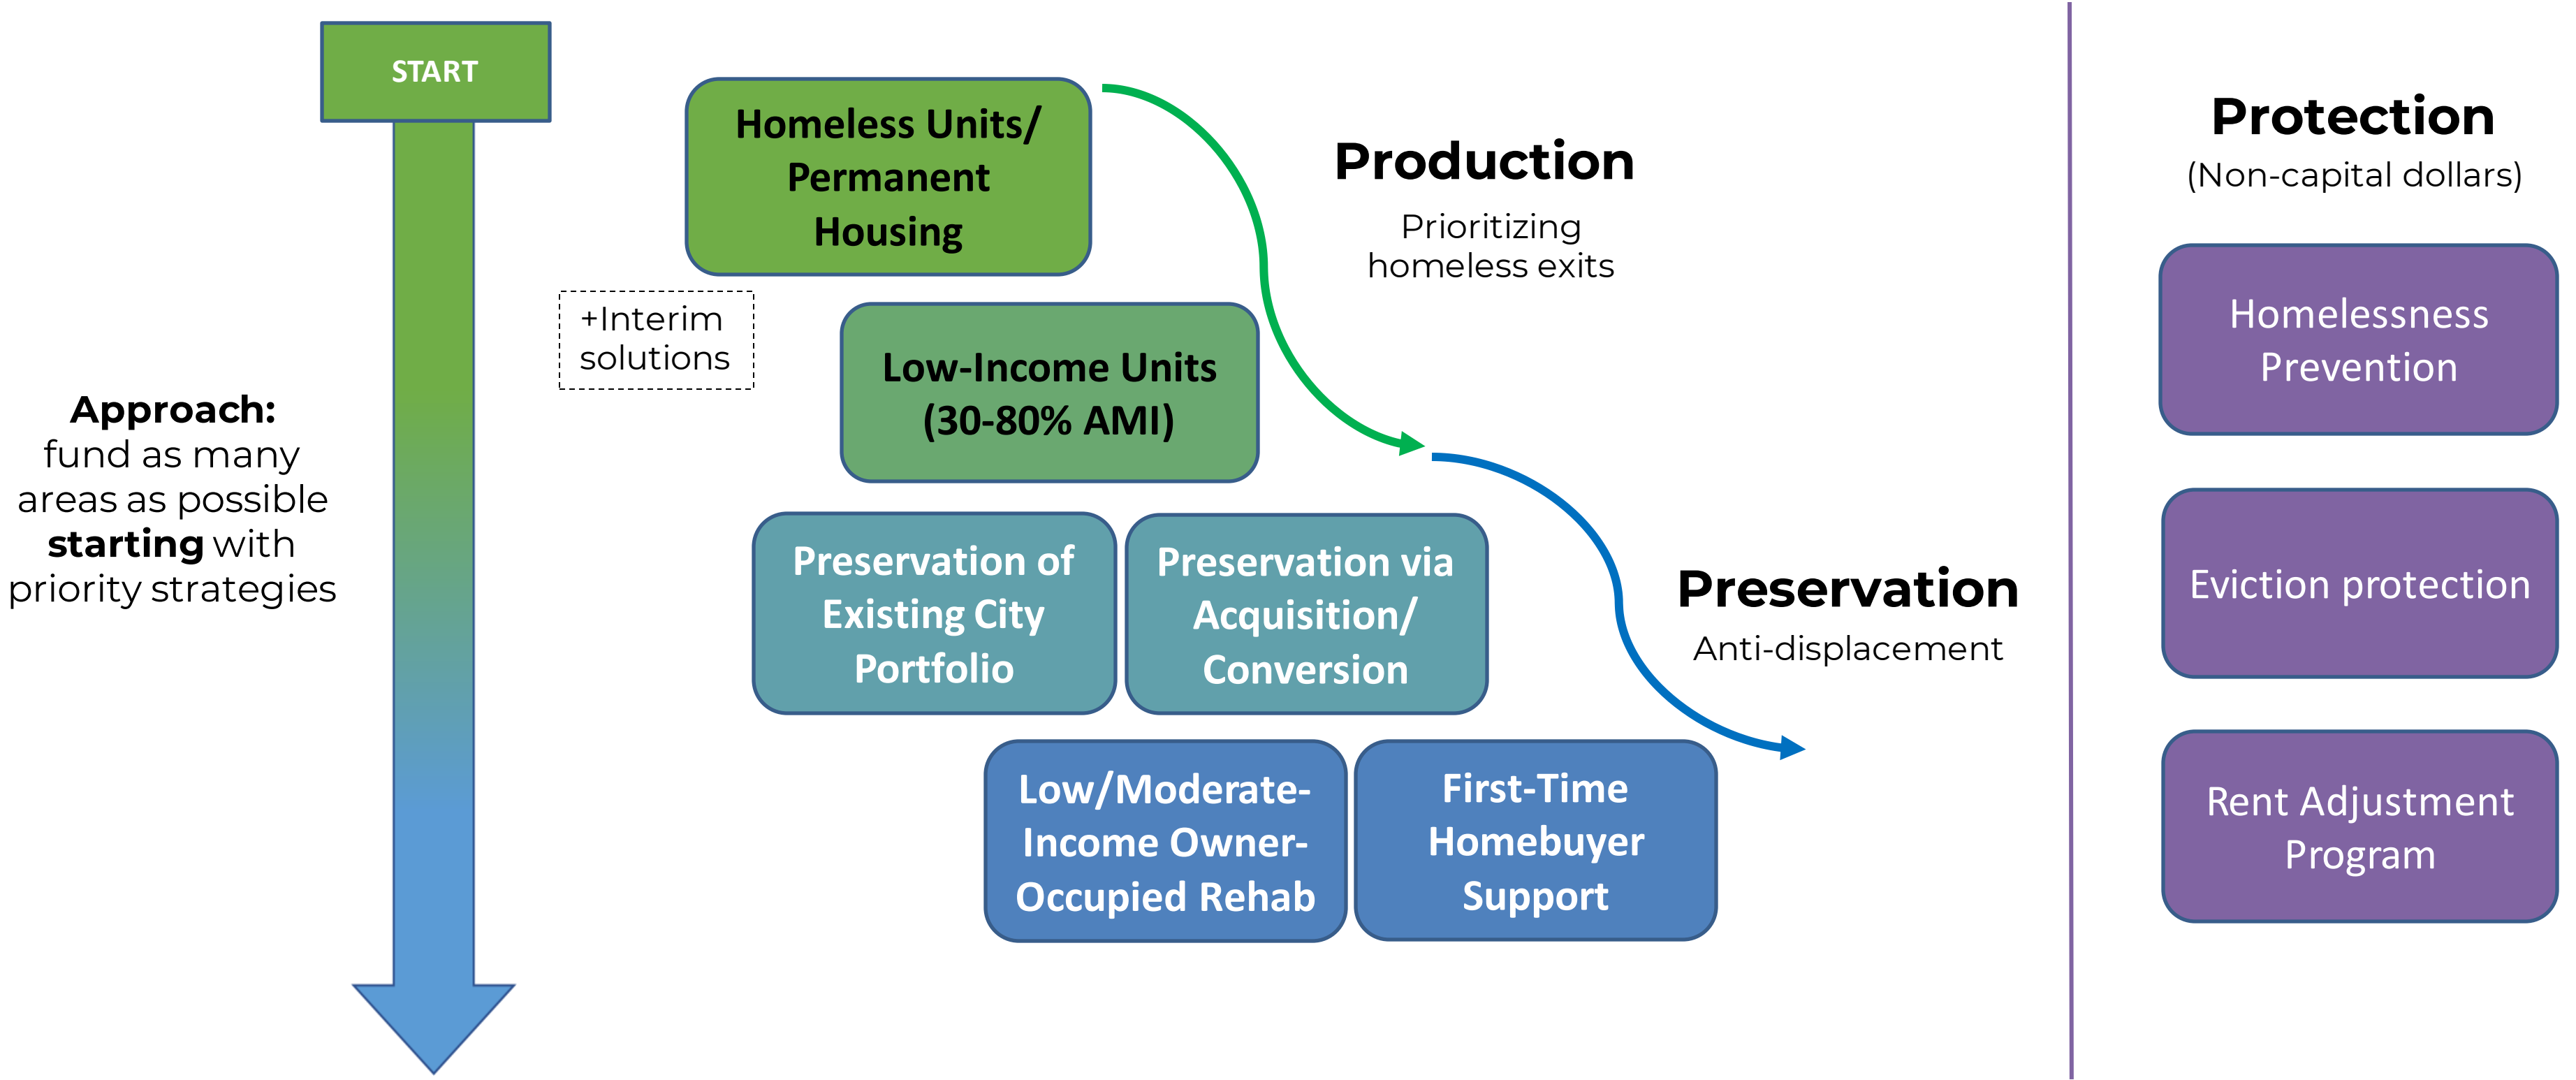 START
Approach:
fund as many
areas as possible
starting with
priority strategies
Homeless Units/
Permanent
Housing
+Interim
solutions
Low-Income Units
(30-80% AMI)
Production
Prioritizing
homeless exits
Preservation of
Existing City
Portfolio
Preservation via
Acquisition/
Conversion
Preservation
Anti-displacement
Low/Moderate-
Income Owner-
Occupied Rehab
First-Time
Homebuyer
Support
Protection
(Non-capital dollars)
Homelessness
Prevention
Eviction protection
Rent Adjustment
Program